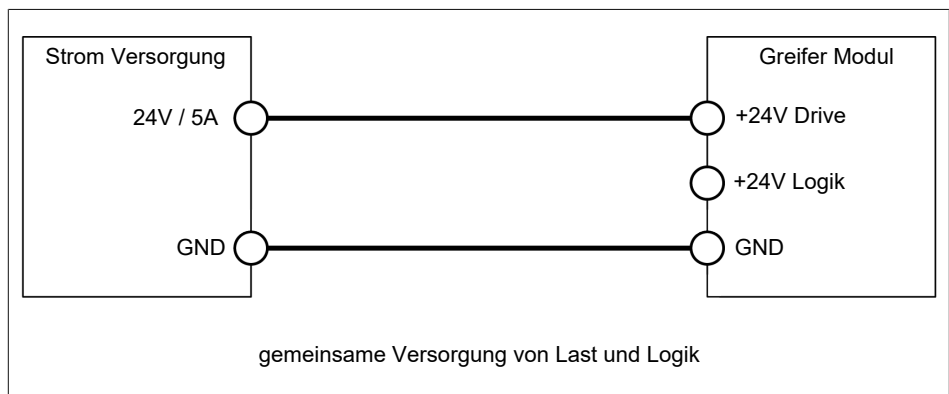 Strom Versorgung
Greifer Modul
24V / 5A
+24V Drive
+24V Logik
GND
GND
gemeinsame Versorgung von Last und Logik